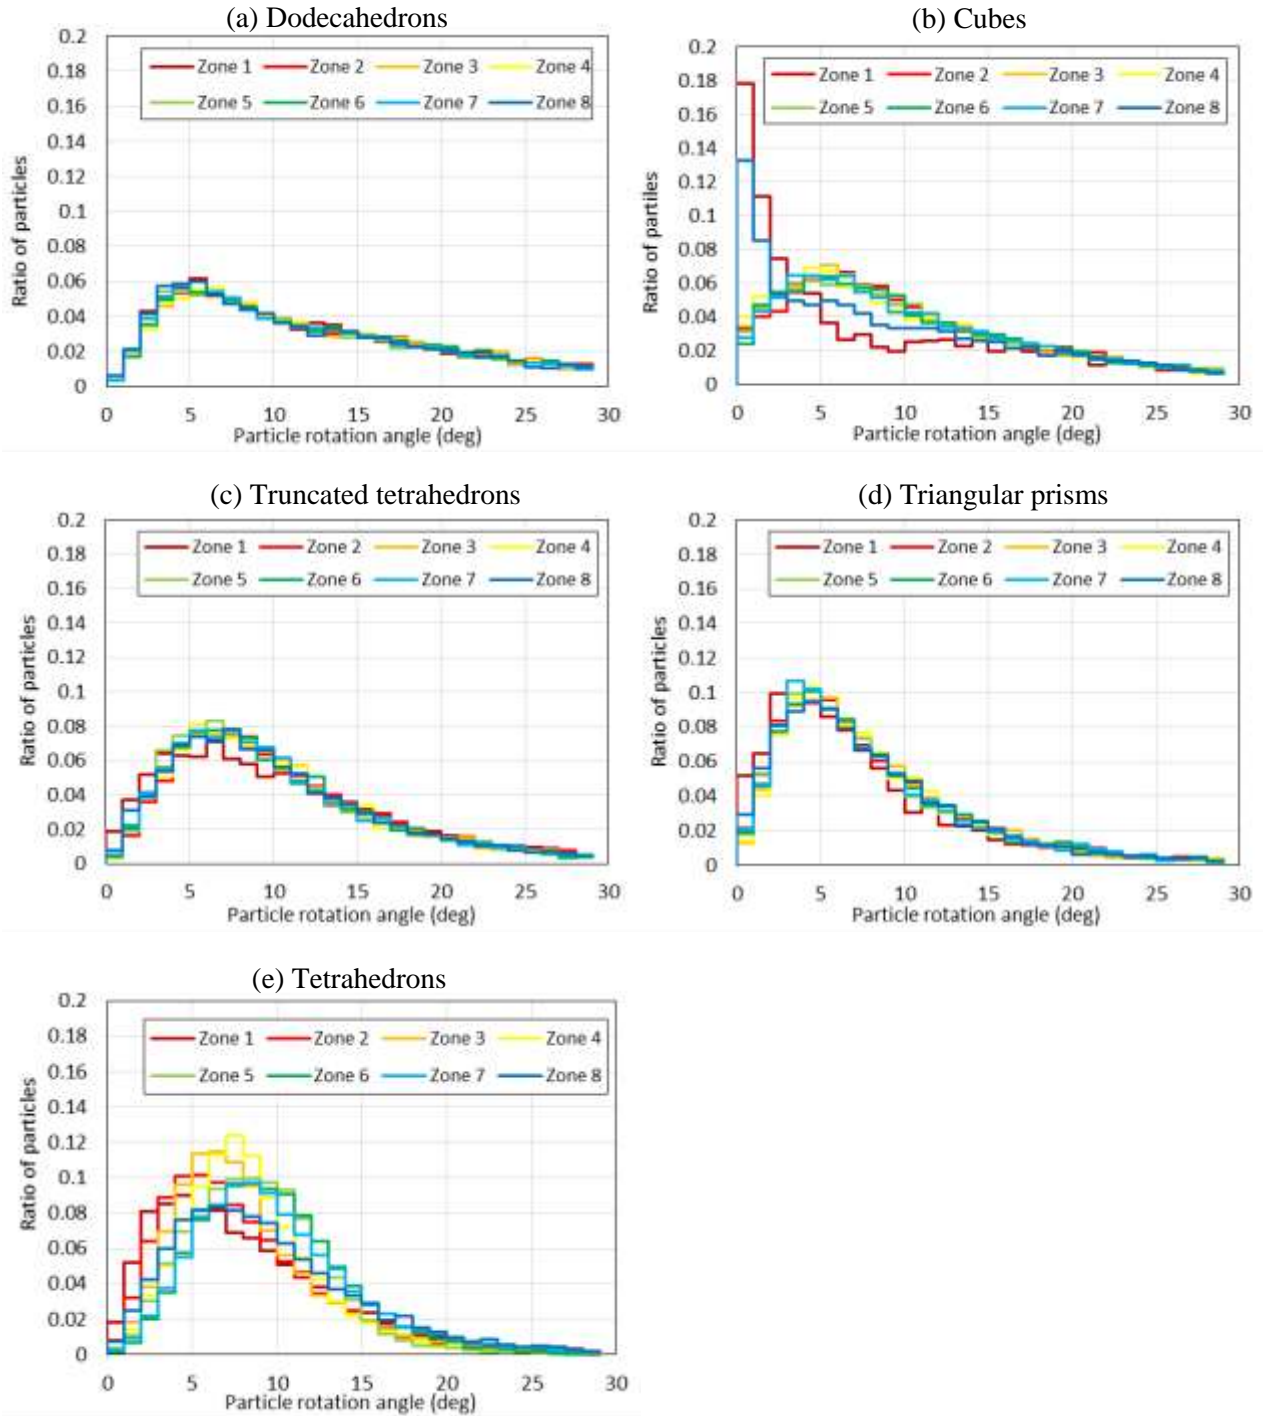 (a) Dodecahedrons
0.2
0.18
0.16
0.14
0.12
0.1
0.08
0.06
0.04
0.02
0
Ratio of particles
Zone 1 Zone 2 Zone 3 Zone 4
Zone 5 Zone 6 Zone 7 Zone 8
0 5 10 15 20 25 30
Particle rotation angle (deg)
(b) Cubes
0.2
0.18
0.16
0.14
0.12
0.1
0.08
0.06
0.04
0.02
0
Ratio of partiles
Zone 1 Zone 2 Zone 3 Zone 4
Zone 5 Zone 6 Zone 7 Zone 8
0 5 10 15 20 25 30
Particle rotation angle (deg)
(c) Truncated tetrahedrons
0.2
0.18
0.16
0.14
0.12
0.1
0.08
0.06
0.04
0.02
0
Ratio of particles
Zone 1 Zone 2 Zone 3 Zone 4
Zone 5 Zone 6 Zone 7 Zone 8
0 5 10 15 20 25 30
Particle rotation angle (deg)
(d) Triangular prisms
0.2
0.18
0.16
0.14
0.12
0.1
0.08
0.06
0.04
0.02
0
Ratio of particles
Zone 1 Zone 2 Zone 3 Zone 4
Zone 5 Zone 6 Zone 7 Zone 8
0 5 10 15 20 25 30
Particle rotation angle (deg)
(e) Tetrahedrons
0.2
0.18
0.16
0.14
0.12
0.1
0.08
0.06
0.04
0.02
0
Ratio of particles
Zone 1 Zone 2 Zone 3 Zone 4
Zone 5 Zone 6 Zone 7 Zone 8
0 5 10 15 20 25 30
Particle rotation angle (deg)